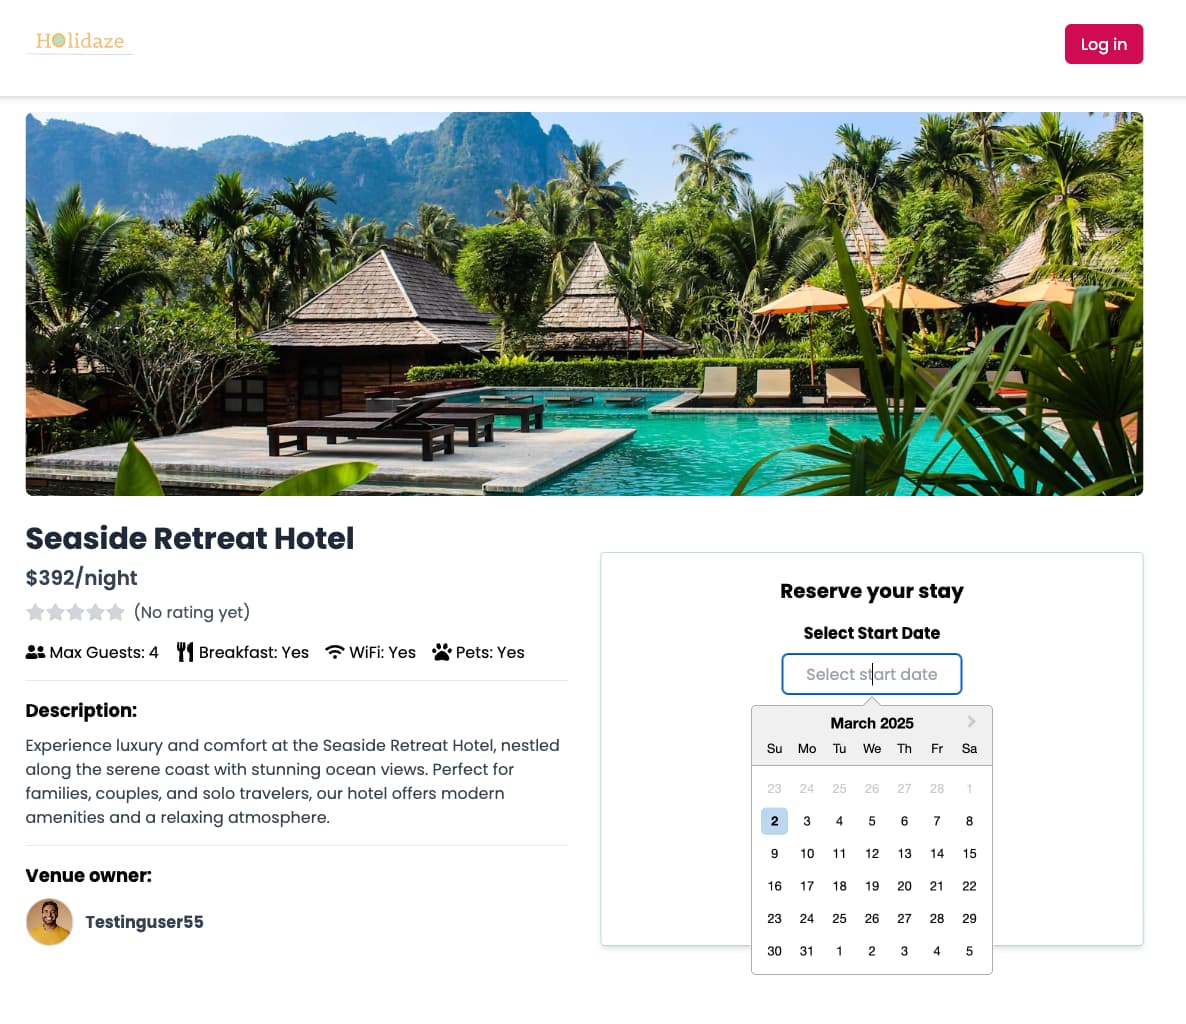 Holidaze
Log in
Seaside Retreat Hotel
$392/night
(No rating yet)
Max Guests: 4 Breakfast: Yes WiFi: Yes Pets: Yes
Description:
Experience luxury and comfort at the Seaside Retreat Hotel, nestled
along the serene coast with stunning ocean views. Perfect for
families, couples, and solo travelers, our hotel offers modern
amenities and a relaxing atmosphere.
Venue owner:
Testinguser55
Reserve your stay
Select Start Date
Select start date
March 2025
Su Mo Tu We Th Fr Sa
23 24 25 26 27 28 1
2 3 4 5 6 7 8
9 10 11 12 13 14 15
16 17 18 19 20 21 22
23 24 25 26 27 28 29
30 31 1 2 3 4 5